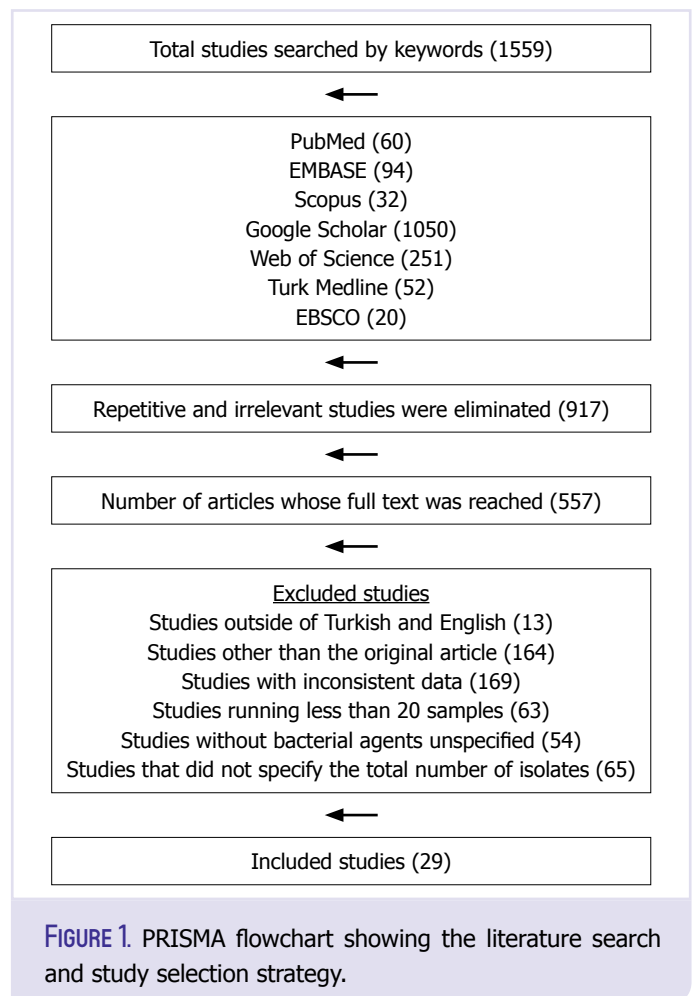 Total studies searched by keywords (1559)
PubMed (60)
EMBASE (94)
Scopus (32)
Google Scholar (1050)
Web of Science (251)
Turk Medline (52)
EBSCO (20)
Repetitive and irrelevant studies were eliminated (917)
Number of articles whose full text was reached (557)
Excluded studies
Studies outside of Turkish and English (13)
Studies other than the original article (164)
Studies with inconsistent data (169)
Studies running less than 20 samples (63)
Studies without bacterial agents unspecified (54)
Studies that did not specify the total number of isolates (65)
Included studies (29)
FIGURE 1. PRISMA flowchart showing the literature search
and study selection strategy.